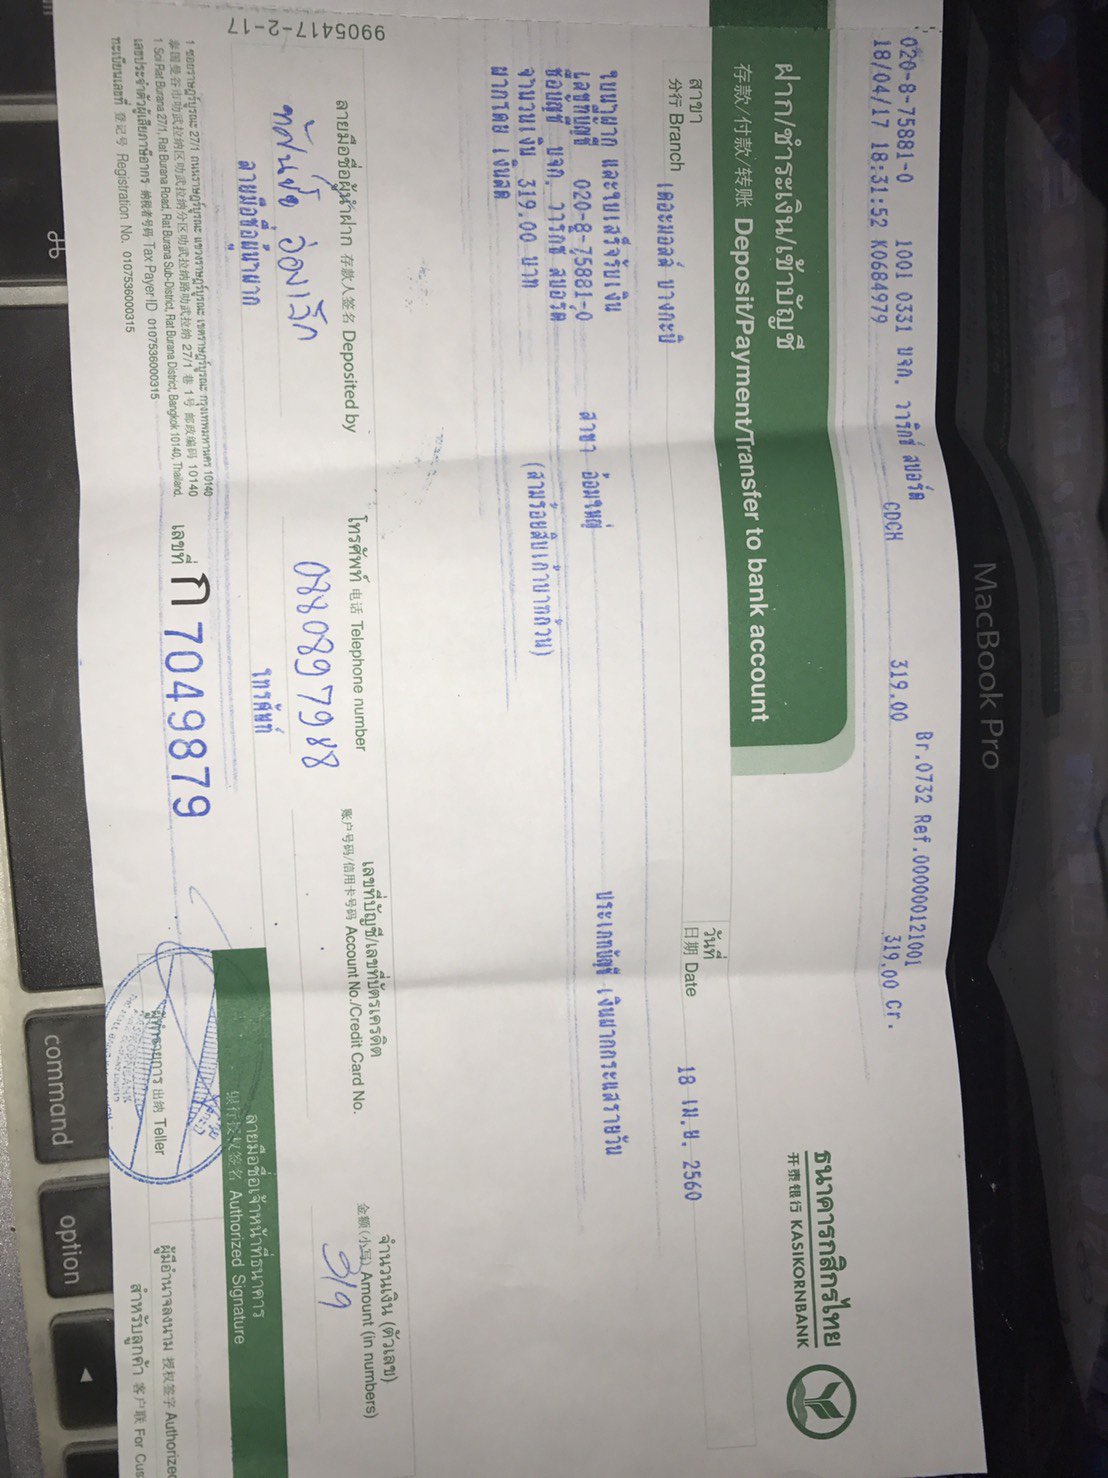 020-8-75881-0 1001 0331 บจก. วาริกซ์ สปอร์ต Br.0732 Ref.000000121001
18/04/17 18:31:52 K0684979 CDCH 319.00 319.00 Cr.
ฝาก/ชำระเงิน/เข้าบัญชี
存款/付款/转账 Deposit/Payment/Transfer to bank account
ธนาคารกสิกรไทย
开泰银行 KASIKORNBANK
สาขา
分行 Branch เดอะมอลล์ บางกะปิ
วันที่
日期 Date 18 เม.ย. 2560
ใบนำฝาก และใบเสร็จรับเงิน ประเภทบัญชี เงินฝากกระแสรายวัน
เลขที่บัญชี 020-8-75881-0 สาขา อ้อมใหญ่
ชื่อบัญชี บจก. วาริกซ์ สปอร์ต
จำนวนเงิน 319.00 บาท (สามร้อยสิบเก้าบาทถ้วน)
ฝากโดย เงินสด
9905417-2-17
ลายมือชื่อผู้นำฝาก 存款人签名 Deposited by
โทรศัพท์ 电话 Telephone number
0880897988
เลขที่บัญชี/เลขที่บัตรเครดิต
账户号码/信用卡号码 Account No./Credit Card No.
จำนวนเงิน (ตัวเลข)
金额(小写) Amount (in numbers)
319
ลายมือชื่อผู้นำฝาก โทรศัพท์
ลายมือชื่อเจ้าหน้าที่ธนาคาร
银行授权签名 Authorized Signature
1 ซอยราษฎร์บูรณะ 27/1 ถนนราษฎร์บูรณะ แขวงราษฎร์บูรณะ เขตราษฎร์บูรณะ กรุงเทพมหานคร 10140
泰国曼谷市叻武拉纳区叻武拉纳分区叻武拉纳路叻武拉纳 27/1 巷 1号 邮政编码 10140
1 Soi Rat Burana 27/1, Rat Burana Road, Rat Burana Sub-District, Rat Burana District, Bangkok 10140, Thailand.
เลขประจำตัวผู้เสียภาษีอากร 纳税者号码 Tax Payer ID 0107536000315
ทะเบียนเลขที่ 登记号 Registration No. 0107536000315
เลขที่ ก 7049879
ผู้ทำรายการ 出纳 Teller
ผู้มีอำนาจลงนาม 授权签字 Authorized
สำหรับลูกค้า 客户联 For Cus
MacBook Pro
⌘
command
option